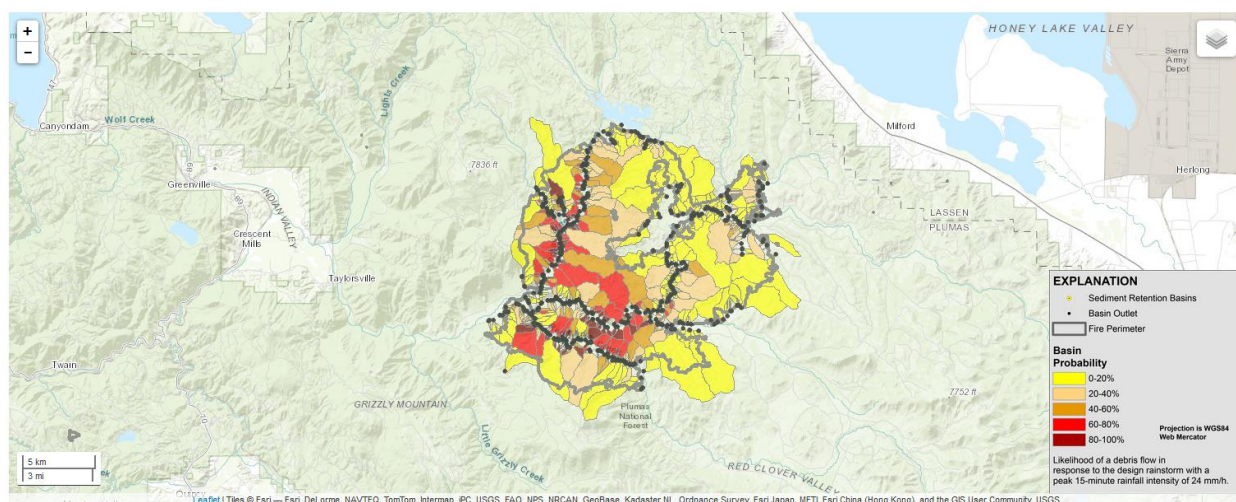 +
−
HONEY LAKE VALLEY
Sierra
Army
Depot
147
Lights Creek
Canyondam
Wolf Creek
Milford
89
7836 ft
Herlong
Greenville
INDIAN VALLEY
LASSEN
PLUMAS
89
Crescent
Mills
Taylorsville
EXPLANATION
Sediment Retention Basins
Basin Outlet
Fire Perimeter
Basin
Probability
0-20%
20-40%
40-60%
60-80%
80-100%
Projection is WGS84
Web Mercator
Likelihood of a debris flow in
response to the design rainstorm with a
peak 15-minute rainfall intensity of 24 mm/h.
Twain
7752 ft
GRIZZLY MOUNTAIN
Plumas
National
Forest
70
Little Grizzly Creek
RED CLOVER VALLEY
5 km
3 mi
Leaflet | Tiles © Esri — Esri, DeLorme, NAVTEQ, TomTom, Intermap, iPC, USGS, FAO, NPS, NRCAN, GeoBase, Kadaster NL, Ordnance Survey, Esri Japan, METI, Esri China (Hong Kong), and the GIS User Community, USGS